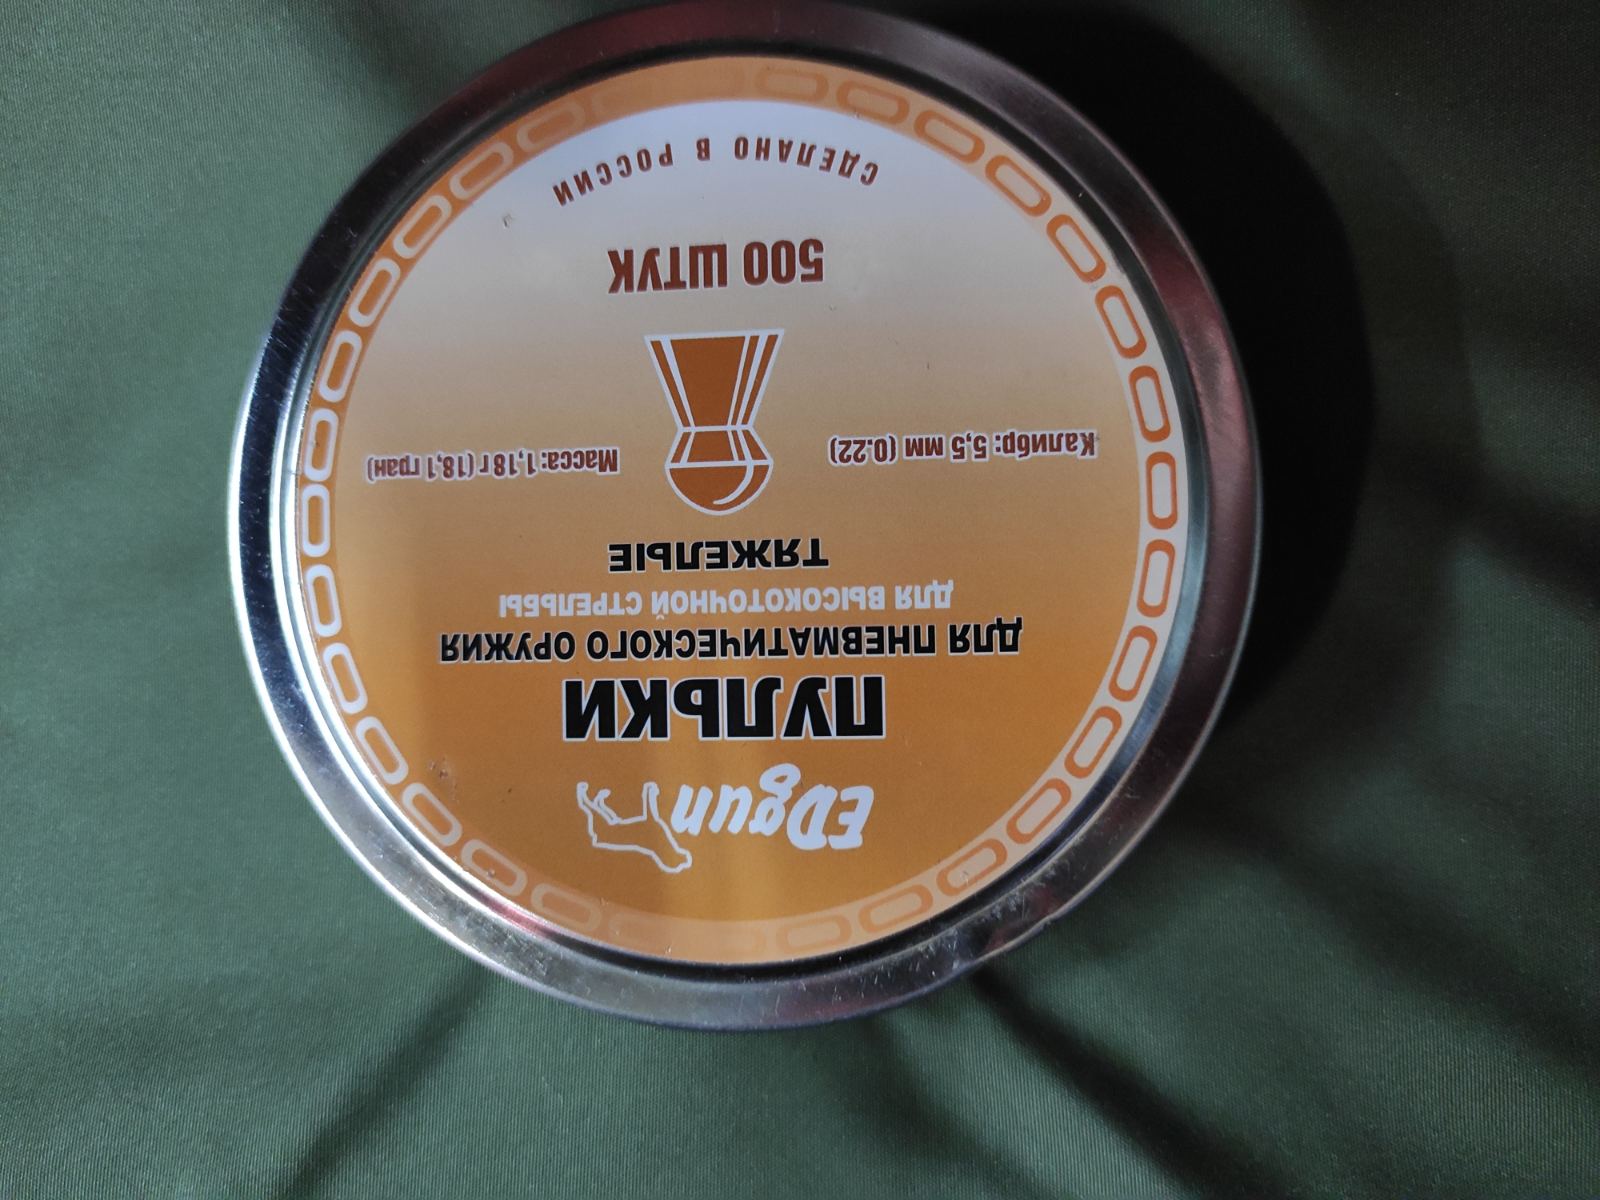 EDgun
ПУЛЬКИ
ДЛЯ ПНЕВМАТИЧЕСКОГО ОРУЖИЯ
ДЛЯ ВЫСОКОТОЧНОЙ СТРЕЛЬБЫ
ТЯЖЕЛЫЕ
Калибр: 5,5 мм (0.22)
Масса: 1,18 г (18,1 гран)
500 ШТУК
СДЕЛАНО В РОССИИ